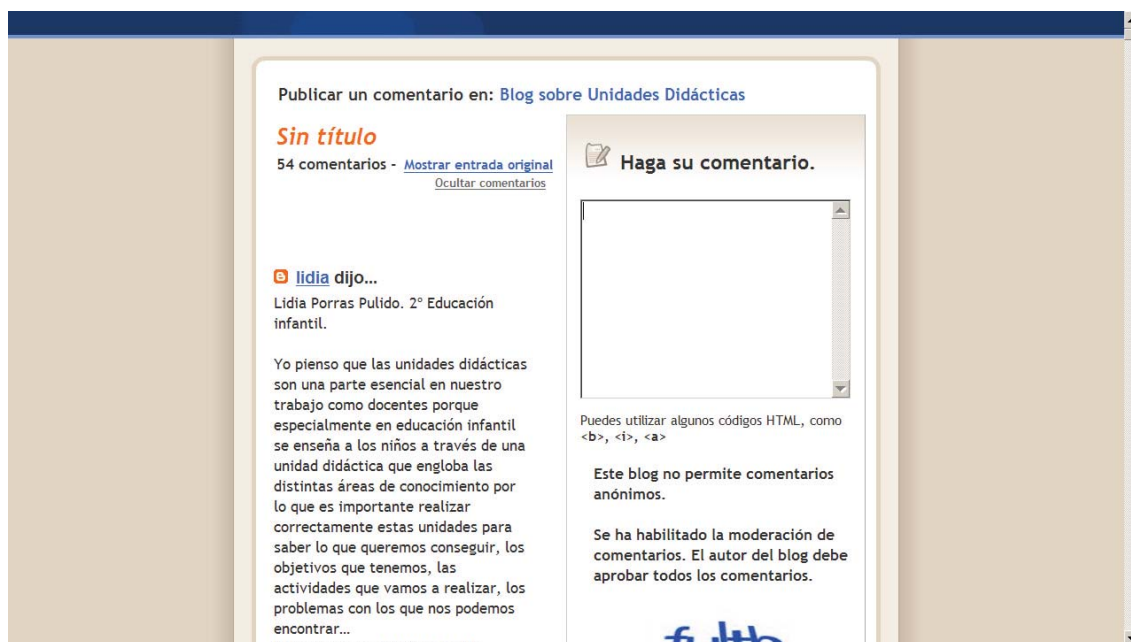 Publicar un comentario en: Blog sobre Unidades Didácticas
Sin título
54 comentarios - Mostrar entrada original
Ocultar comentarios
lidia dijo...
Lidia Porras Pulido. 2º Educación
infantil.
Yo pienso que las unidades didácticas
son una parte esencial en nuestro
trabajo como docentes porque
especialmente en educación infantil
se enseña a los niños a través de una
unidad didáctica que engloba las
distintas áreas de conocimiento por
lo que es importante realizar
correctamente estas unidades para
saber lo que queremos conseguir, los
objetivos que tenemos, las
actividades que vamos a realizar, los
problemas con los que nos podemos
encontrar...
Haga su comentario.
Puedes utilizar algunos códigos HTML, como
<b>, <i>, <a>
Este blog no permite comentarios
anónimos.
Se ha habilitado la moderación de
comentarios. El autor del blog debe
aprobar todos los comentarios.